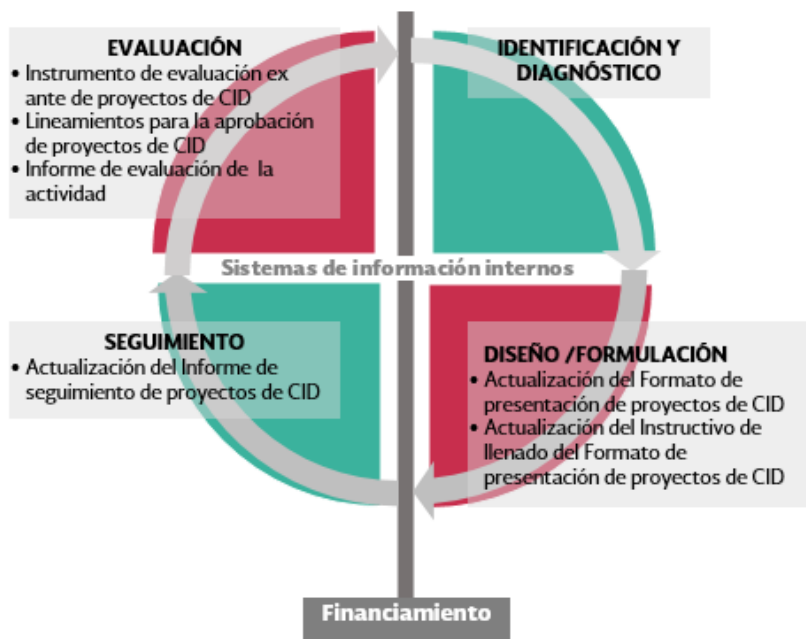 EVALUACIÓN
• Instrumento de evaluación ex
ante de proyectos de CID
• Lineamientos para la aprobación
de proyectos de CID
• Informe de evaluación de la
actividad
IDENTIFICACIÓN Y
DIAGNÓSTICO
Sistemas de información internos
SEGUIMIENTO
• Actualización del Informe de
seguimiento de proyectos de CID
DISEÑO /FORMULACIÓN
• Actualización del Formato de
presentación de proyectos de CID
• Actualización del Instructivo de
llenado del Formato de
presentación de proyectos de CID
Financiamiento